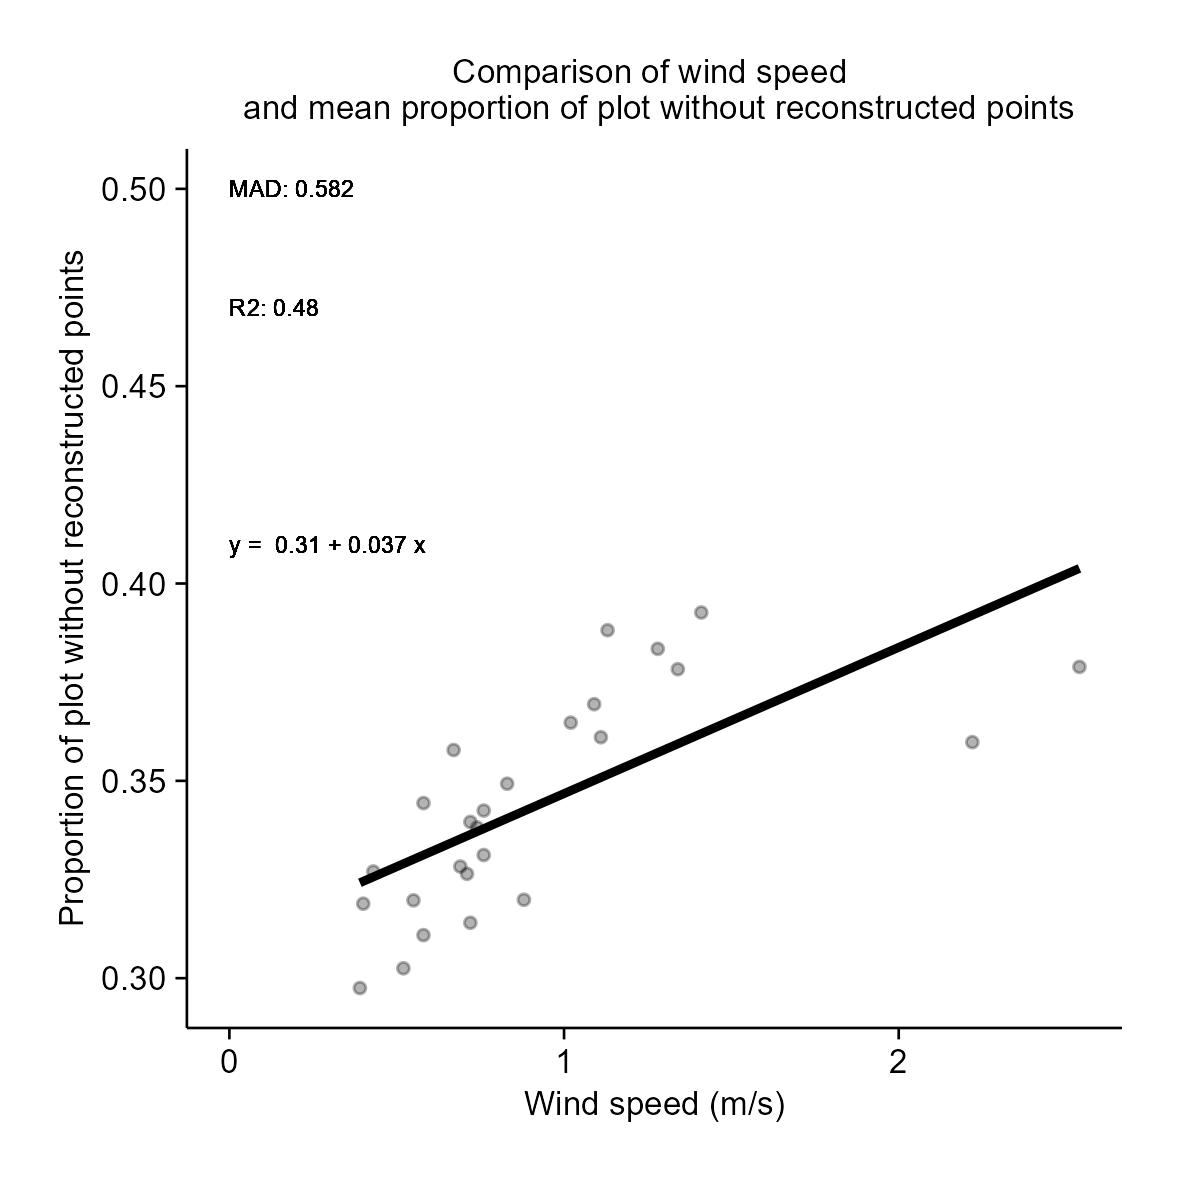 Comparison of wind speed
and mean proportion of plot without reconstructed points
Proportion of plot without reconstructed points
0.50
0.45
0.40
0.35
0.30
MAD: 0.582
R2: 0.48
y =  0.31 + 0.037 x
0
1
2
Wind speed (m/s)